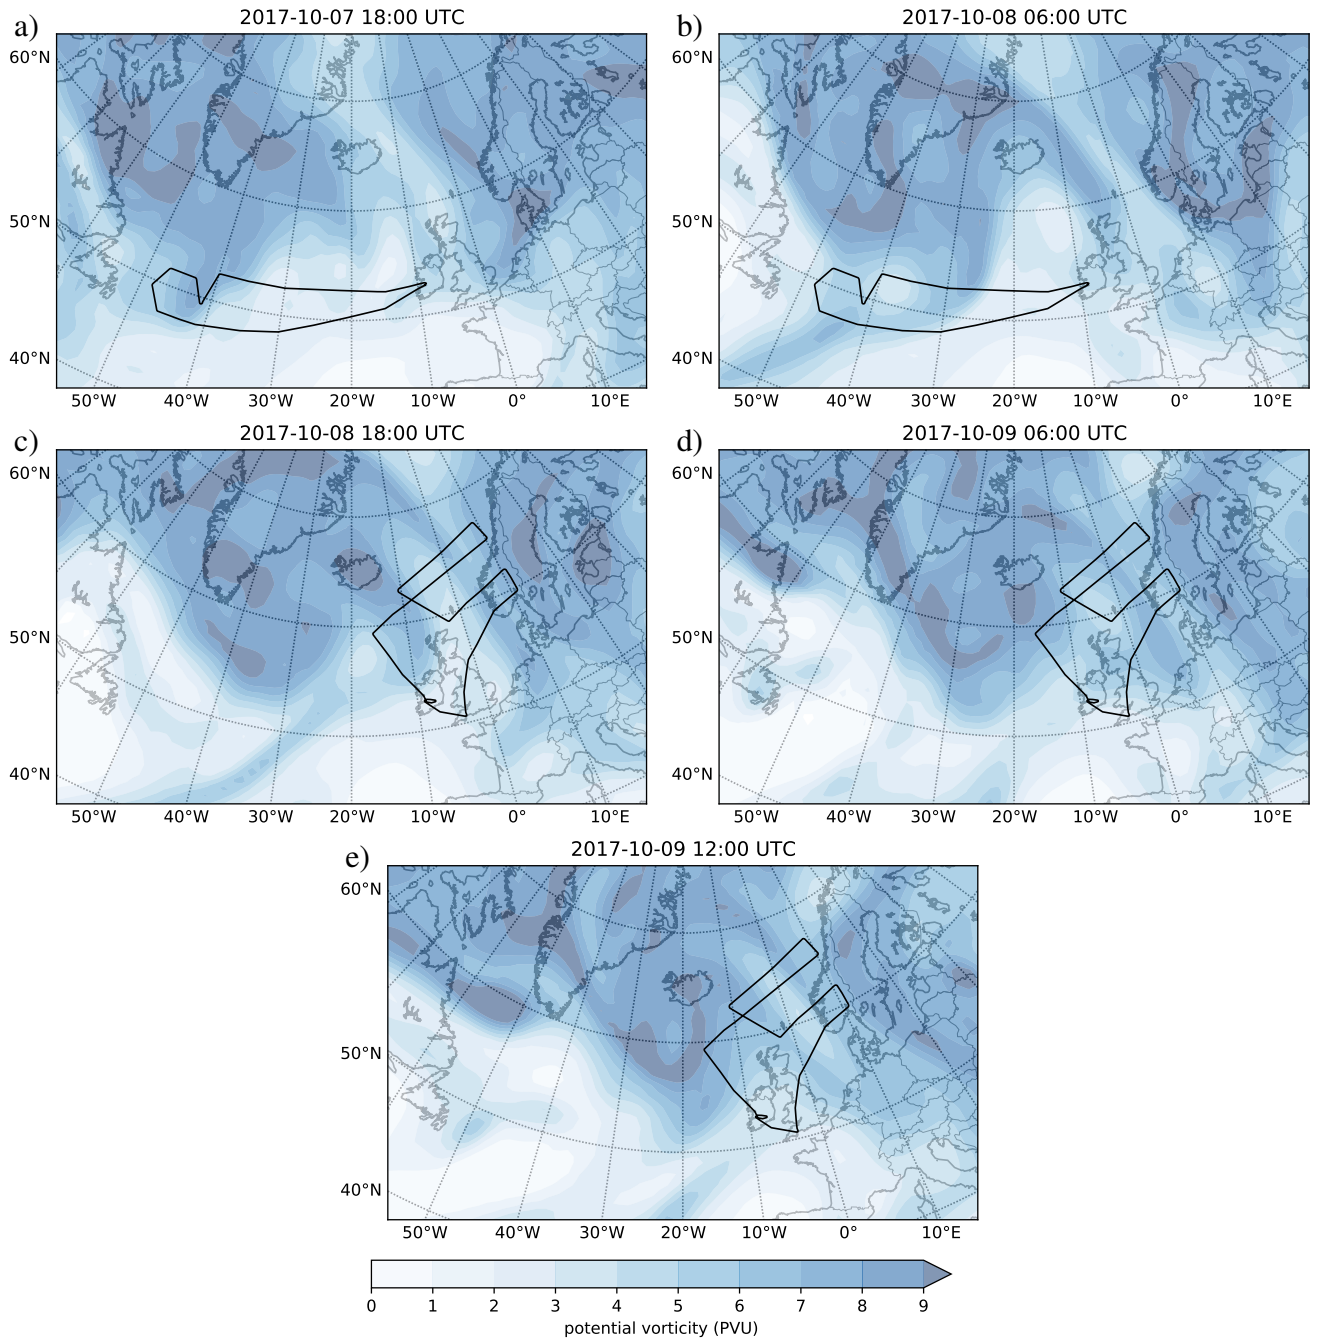 a)
2017-10-07 18:00 UTC
60°N
50°N
40°N
50°W 40°W 30°W 20°W 10°W 0° 10°E
b)
2017-10-08 06:00 UTC
60°N
50°N
40°N
50°W 40°W 30°W 20°W 10°W 0° 10°E
c)
2017-10-08 18:00 UTC
60°N
50°N
40°N
50°W 40°W 30°W 20°W 10°W 0° 10°E
d)
2017-10-09 06:00 UTC
60°N
50°N
40°N
50°W 40°W 30°W 20°W 10°W 0° 10°E
e)
2017-10-09 12:00 UTC
60°N
50°N
40°N
50°W 40°W 30°W 20°W 10°W 0° 10°E
0 1 2 3 4 5 6 7 8 9
potential vorticity (PVU)